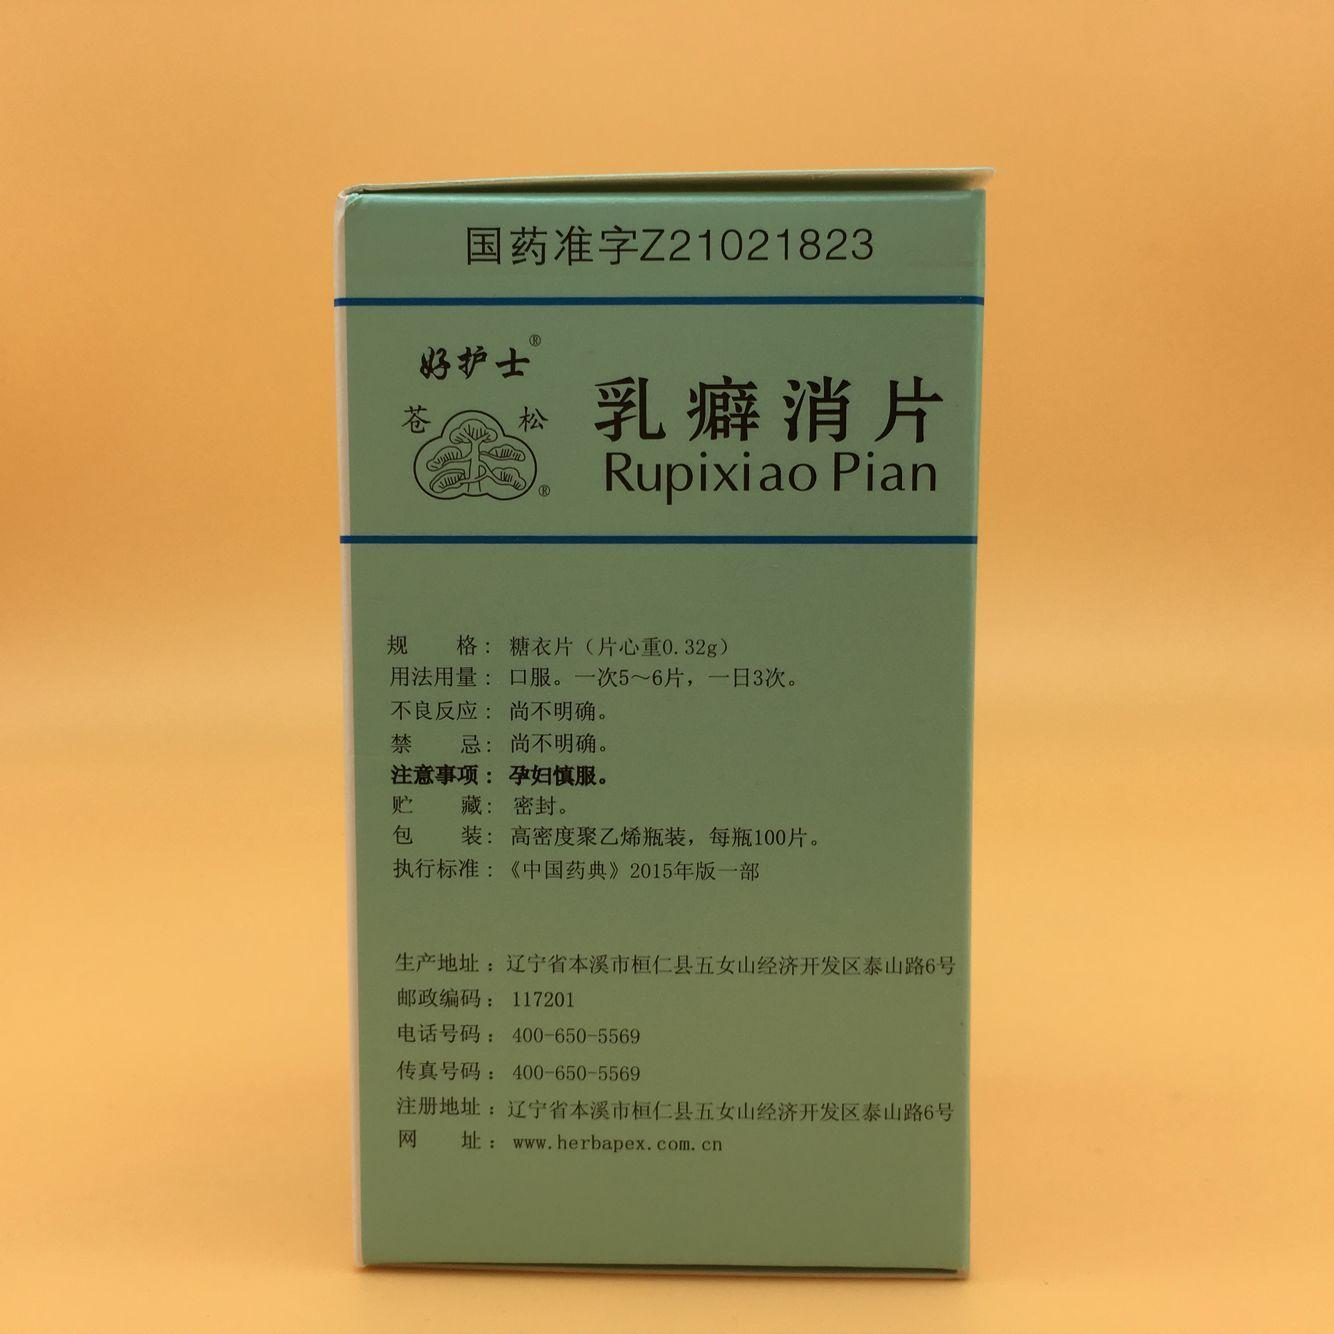 国药准字Z21021823
好护士®
苍 松
®
乳癖消片
Rupixiao Pian
规 格：糖衣片（片心重0.32g）
用法用量：口服。一次5～6片，一日3次。
不良反应：尚不明确。
禁 忌：尚不明确。
注意事项：孕妇慎服。
贮 藏：密封。
包 装：高密度聚乙烯瓶装，每瓶100片。
执行标准：《中国药典》2015年版一部
生产地址：辽宁省本溪市桓仁县五女山经济开发区泰山路6号
邮政编码：117201
电话号码：400-650-5569
传真号码：400-650-5569
注册地址：辽宁省本溪市桓仁县五女山经济开发区泰山路6号
网 址：www.herbapex.com.cn